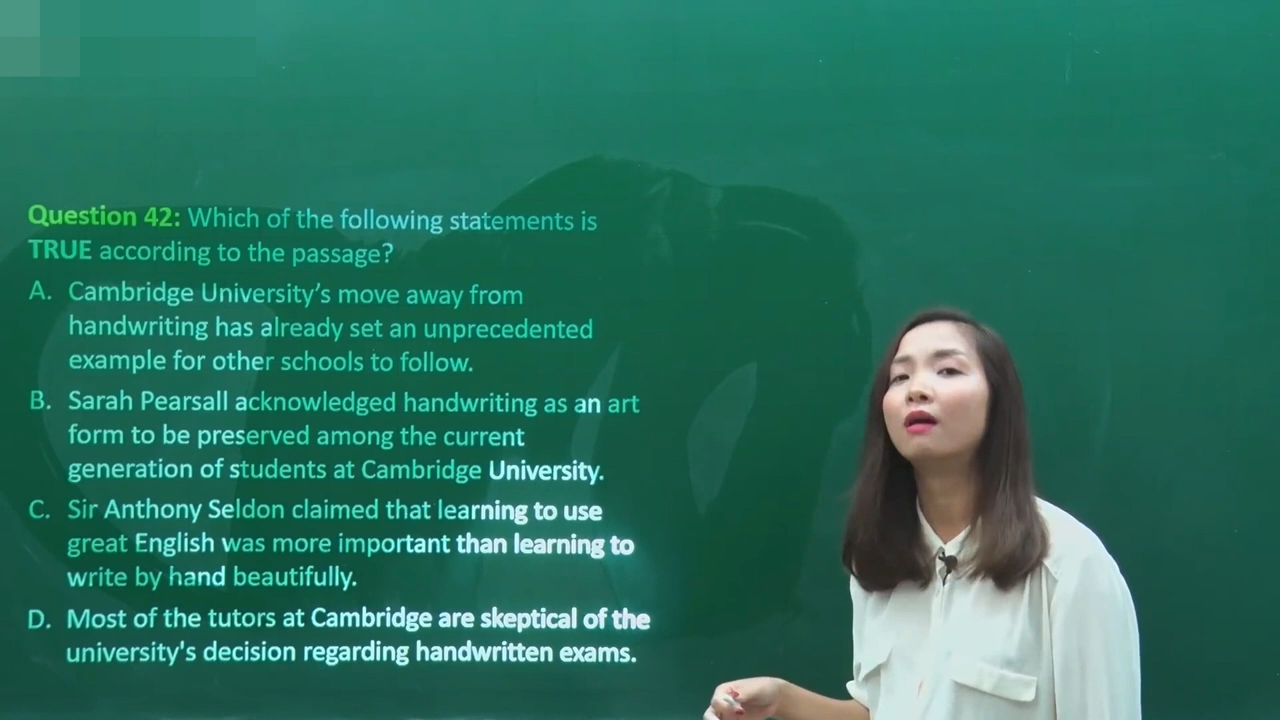 Question 42: Which of the following statements is
TRUE according to the passage?
A. Cambridge University’s move away from
handwriting has already set an unprecedented
example for other schools to follow.
B. Sarah Pearsall acknowledged handwriting as an art
form to be preserved among the current
generation of students at Cambridge University.
C. Sir Anthony Seldon claimed that learning to use
great English was more important than learning to
write by hand beautifully.
D. Most of the tutors at Cambridge are skeptical of the
university's decision regarding handwritten exams.